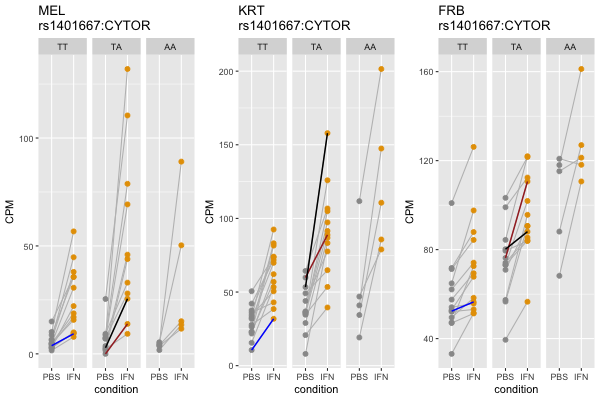 MEL
rs1401667:CYTOR
TT TA AA
CPM
100
50
0
PBS IFN PBS IFN PBS IFN
condition
KRT
rs1401667:CYTOR
TT TA AA
CPM
200
150
100
50
0
PBS IFN PBS IFN PBS IFN
condition
FRB
rs1401667:CYTOR
TT TA AA
CPM
160
120
80
40
PBS IFN PBS IFN PBS IFN
condition